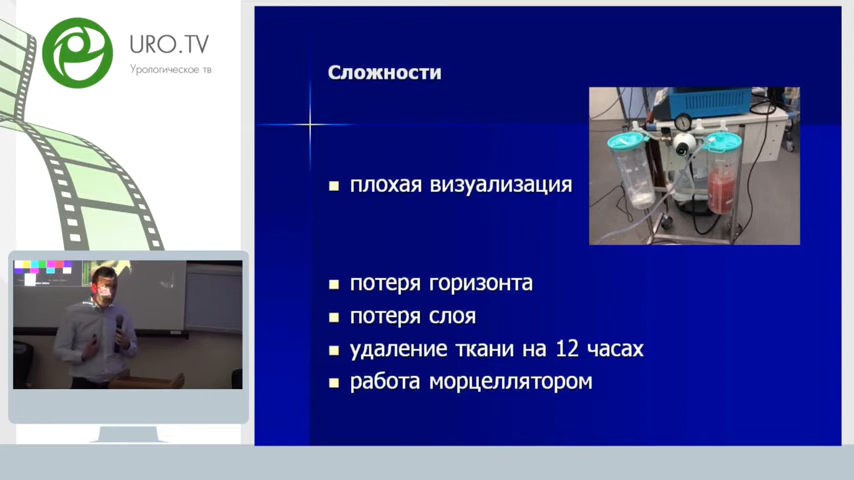 URO.TV
Урологическое тв
Сложности
плохая визуализация
потеря горизонта
потеря слоя
удаление ткани на 12 часах
работа морцеллятором